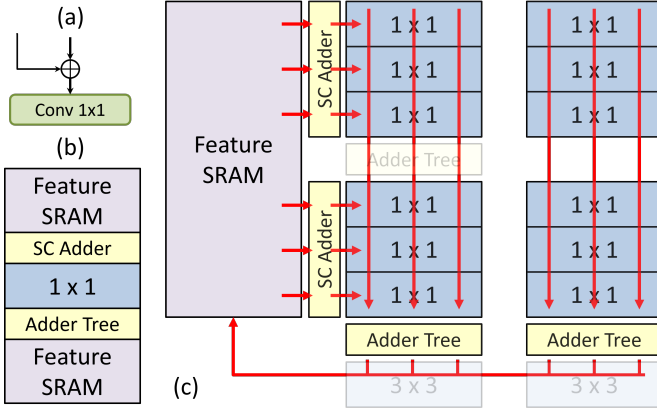 (a)
Conv 1x1
(b)
Feature
SRAM
SC Adder
1 x 1
Adder Tree
Feature
SRAM
Feature
SRAM
SC Adder
SC Adder
1 x 1
1 x 1
1 x 1
Adder Tree
1 x 1
1 x 1
1 x 1
Adder Tree
3 x 3
1 x 1
1 x 1
1 x 1
1 x 1
1 x 1
1 x 1
Adder Tree
3 x 3
(c)